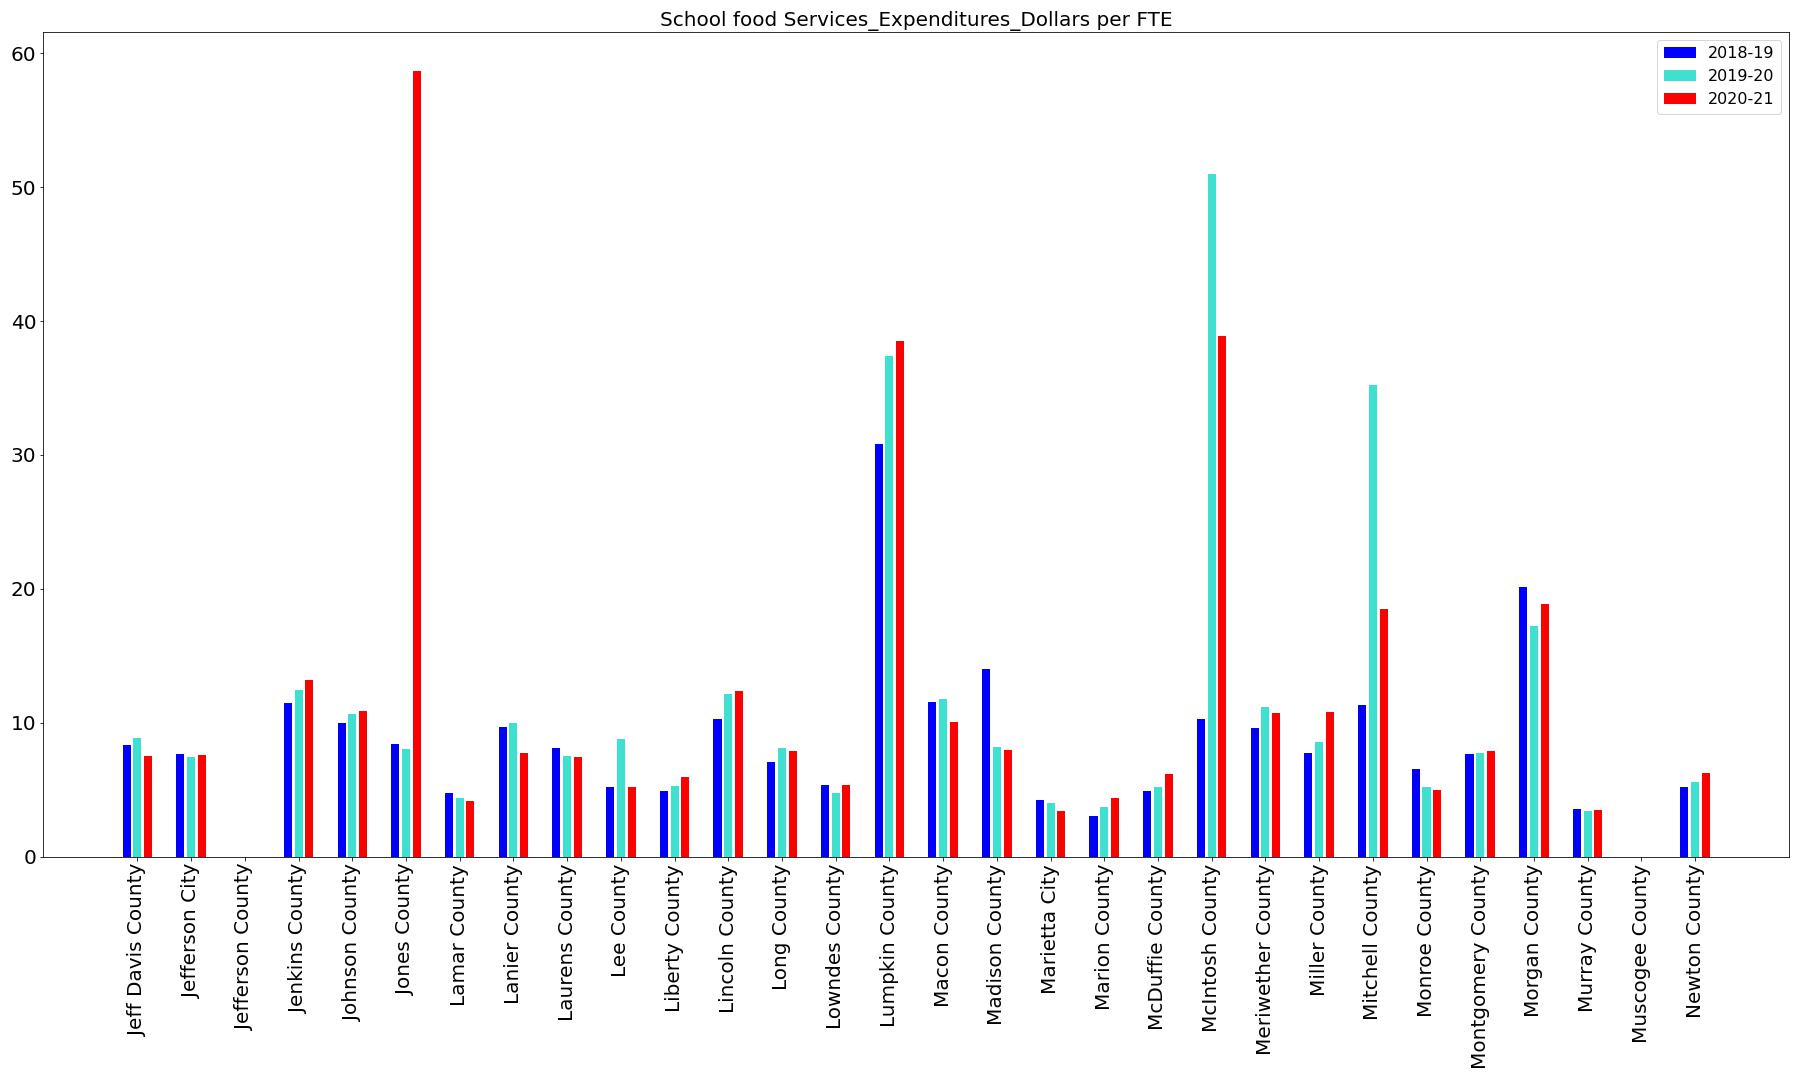 School food Services_Expenditures_Dollars per FTE
60
50
40
30
20
10
0
2018-19
2019-20
2020-21
Jeff Davis County
Jefferson City
Jefferson County
Jenkins County
Johnson County
Jones County
Lamar County
Lanier County
Laurens County
Lee County
Liberty County
Lincoln County
Long County
Lowndes County
Lumpkin County
Macon County
Madison County
Marietta City
Marion County
McDuffie County
McIntosh County
Meriwether County
Miller County
Mitchell County
Monroe County
Montgomery County
Morgan County
Murray County
Muscogee County
Newton County